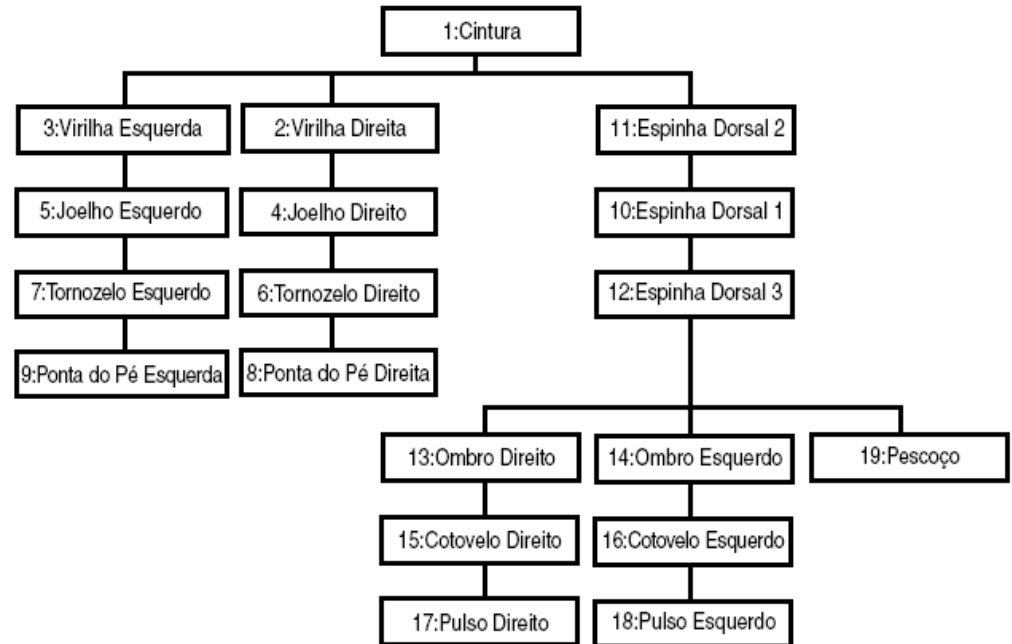 1:Cintura
3:Virilha Esquerda
2:Virilha Direita
11:Espinha Dorsal 2
5:Joelho Esquerdo
4:Joelho Direito
10:Espinha Dorsal 1
7:Tornozelo Esquerdo
6:Tornozelo Direito
12:Espinha Dorsal 3
9:Ponta do Pé Esquerda
8:Ponta do Pé Direita
13:Ombro Direito
14:Ombro Esquerdo
19:Pescoço
15:Cotovelo Direito
16:Cotovelo Esquerdo
17:Pulso Direito
18:Pulso Esquerdo